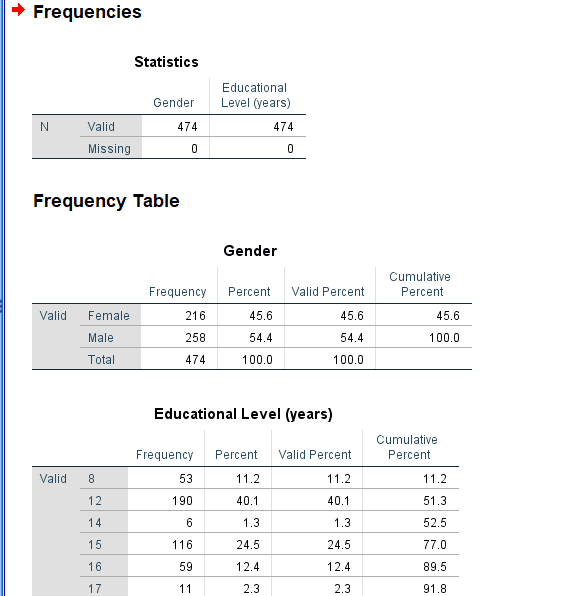 Frequencies
Statistics
Gender Educational Level (years)
N Valid 474 474
Missing 0 0
Frequency Table
Gender
Frequency Percent Valid Percent Cumulative Percent
Valid Female 216 45.6 45.6 45.6
Male 258 54.4 54.4 100.0
Total 474 100.0 100.0
Educational Level (years)
Frequency Percent Valid Percent Cumulative Percent
Valid 8 53 11.2 11.2 11.2
12 190 40.1 40.1 51.3
14 6 1.3 1.3 52.5
15 116 24.5 24.5 77.0
16 59 12.4 12.4 89.5
17 11 2.3 2.3 91.8